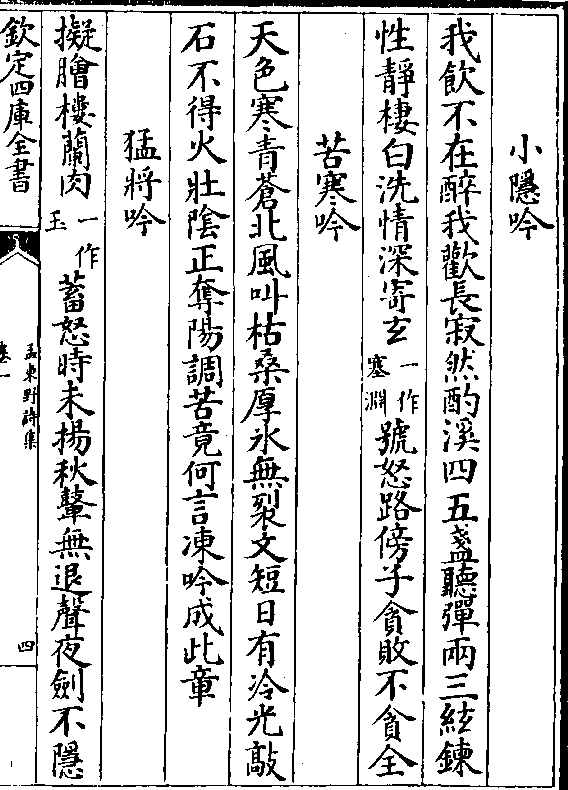 小隱吟
我飲不在醉我歡長寂然酌溪四五盞聽彈兩三絃鍊
性靜棲白洗情深寄玄一作塞淵號怒路傍子貪敗不貪全
苦寒吟
天色寒青蒼北風叫枯桑厚氷無裂文短日有冷光敲
石不得火壯陰正奪陽調苦竟何言凍吟成此章
猛將吟
擬膾樓蘭肉一作玉蓄怒時未揚秋鼙無退聲夜劍不隱
欽定四庫全書
孟東野詩集
卷一
四